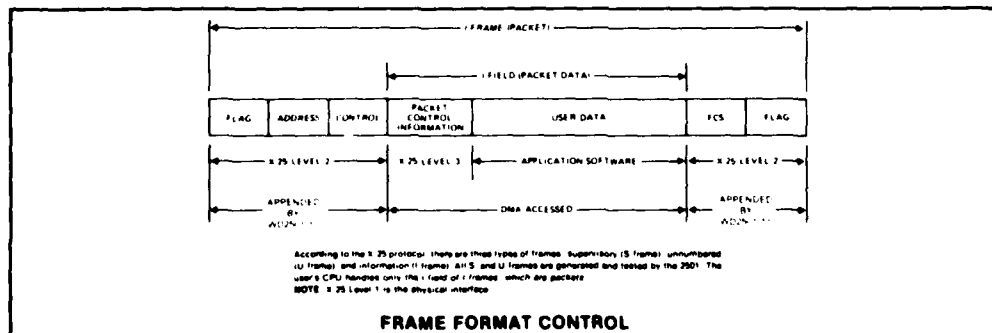 I FRAME (PACKET)
I FIELD (PACKET DATA)
FLAG ADDRESS CONTROL PACKET CONTROL INFORMATION USER DATA FCS FLAG
X 25 LEVEL 2 X 25 LEVEL 3 APPLICATION SOFTWARE X 25 LEVEL 2
APPENDED BY DMA ACCESSED APPENDED BY
According to the X 25 protocol there are three types of frames supervisory (S frame) unnumbered
(U frame) and information (I frame) All S and U frames are generated and tested by the 2501 The
user's CPU handles only the I field of I frames which are packets
NOTE X 25 Level 1 is the physical interface
FRAME FORMAT CONTROL